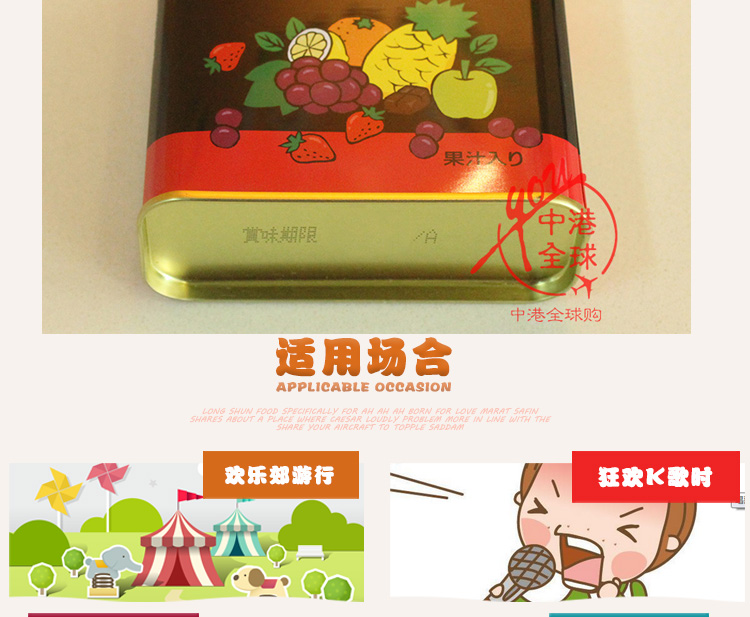 果汁入り
賞味期限
/A
you
中港
全球
中港全球购
适用场合
APPLICABLE OCCASION
LONG SHUN FOOD SPECIFICALLY FOR AH AH AH BORN FOR LOVE MARAT SAFIN
SHARES ABOUT A PLACE WHERE CAESAR LOUDLY PROBLEM MORE IN LINE WITH THE
SHARE YOUR AIRCRAFT TO TOPPLE SADDAM
欢乐郊游行
狂欢K歌时